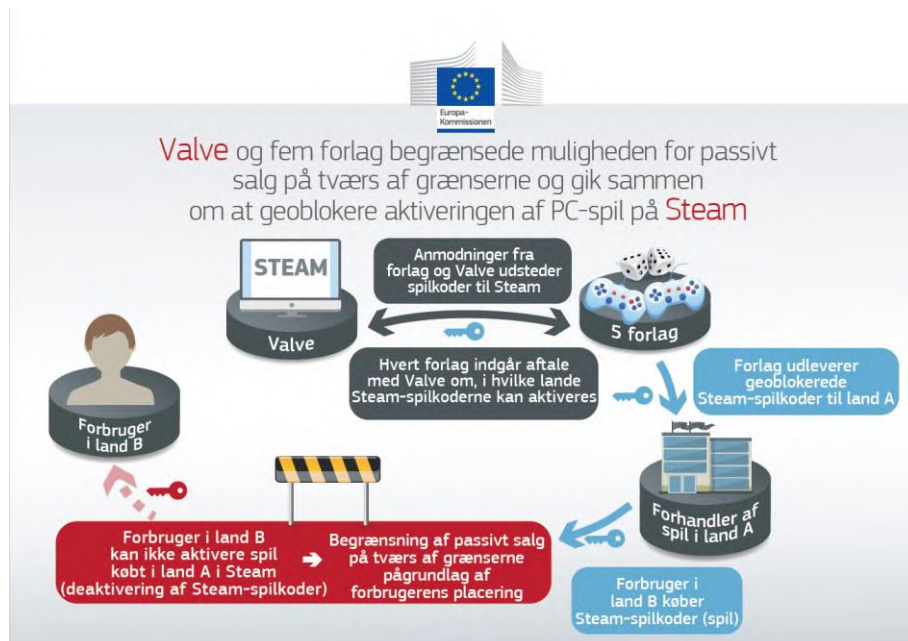 Europa-
Kommissionen
Valve og fem forlag begrænsede muligheden for passivt
salg på tværs af grænserne og gik sammen
om at geoblokere aktiveringen af PC-spil på Steam
STEAM
Valve
Anmodninger fra
forlag og Valve udsteder
spilkoder til Steam
5 forlag
Hvert forlag indgår aftale
med Valve om, i hvilke lande
Steam-spilkoderne kan aktiveres
Forlag udleverer
geoblokerede
Steam-spilkoder til land A
Forbruger
i land B
Forhandler af
spil i land A
Forbruger i land B
kan ikke aktivere spil
købt i land A i Steam
(deaktivering af Steam-spilkoder)
Begrænsning af passivt salg
på tværs af grænserne
pågrundlag af
forbrugerens placering
Forbruger i
land B køber
Steam-spilkoder (spil)